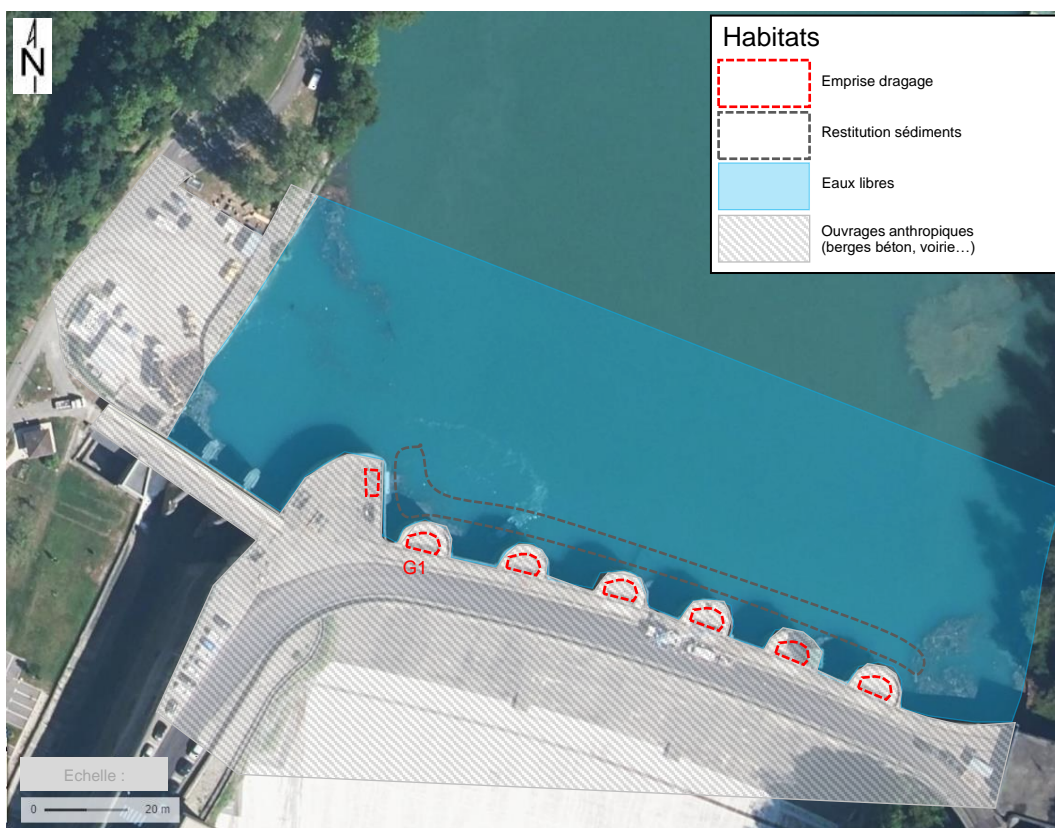 N
Habitats
Emprise dragage
Restitution sédiments
Eaux libres
Ouvrages anthropiques
(berges béton, voirie…)
G1
Echelle :
0 20 m